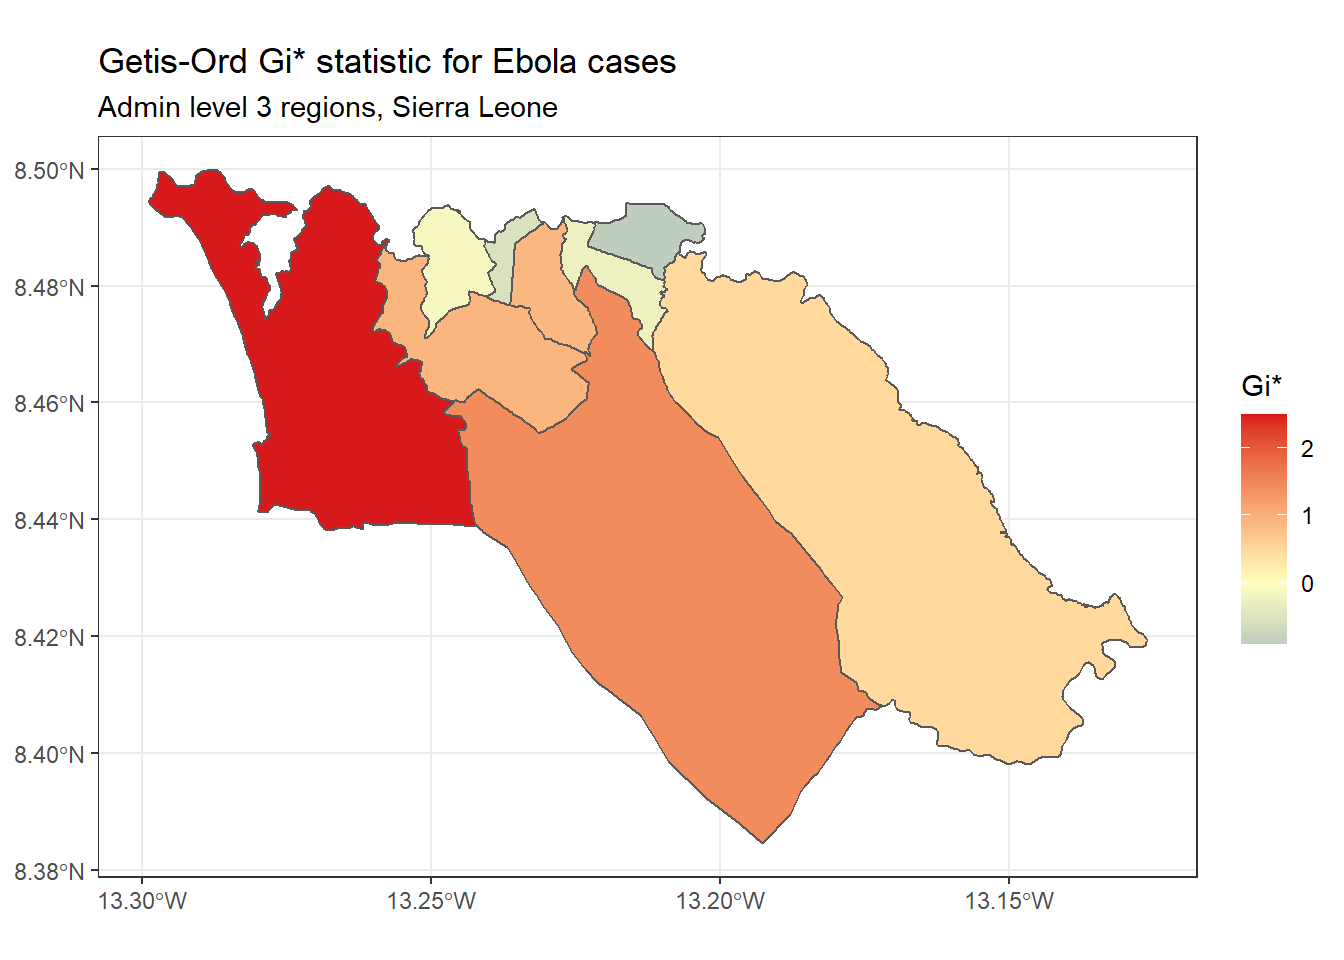 Getis-Ord Gi* statistic for Ebola cases
Admin level 3 regions, Sierra Leone
8.50°N
8.48°N
8.46°N
8.44°N
8.42°N
8.40°N
8.38°N
13.30°W
13.25°W
13.20°W
13.15°W
Gi*
2
1
0